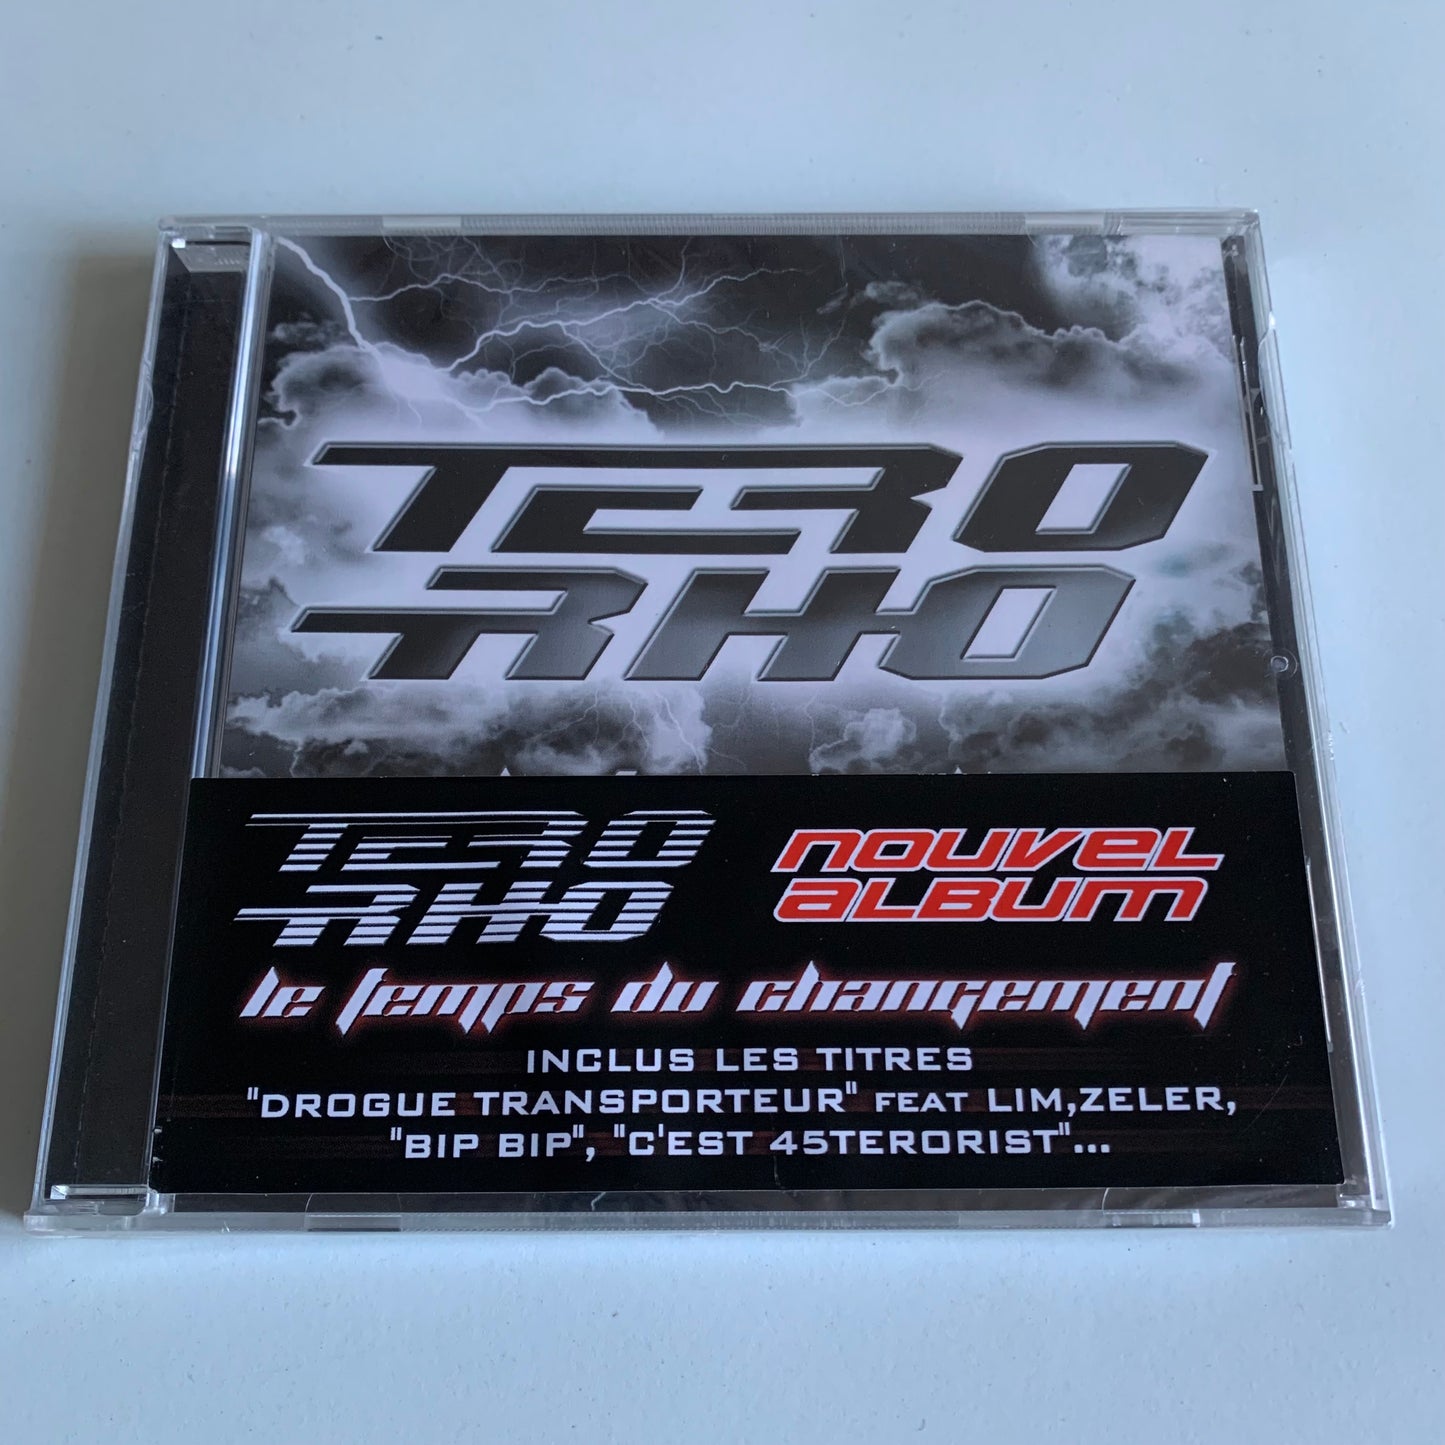 TERO
RHO
TERO
RHO
NOUVEL
ALBUM
le temps du changement
INCLUS LES TITRES
"DROGUE TRANSPORTEUR" FEAT LIM,ZELER,
"BIP BIP", "C'EST 45TERORIST"...